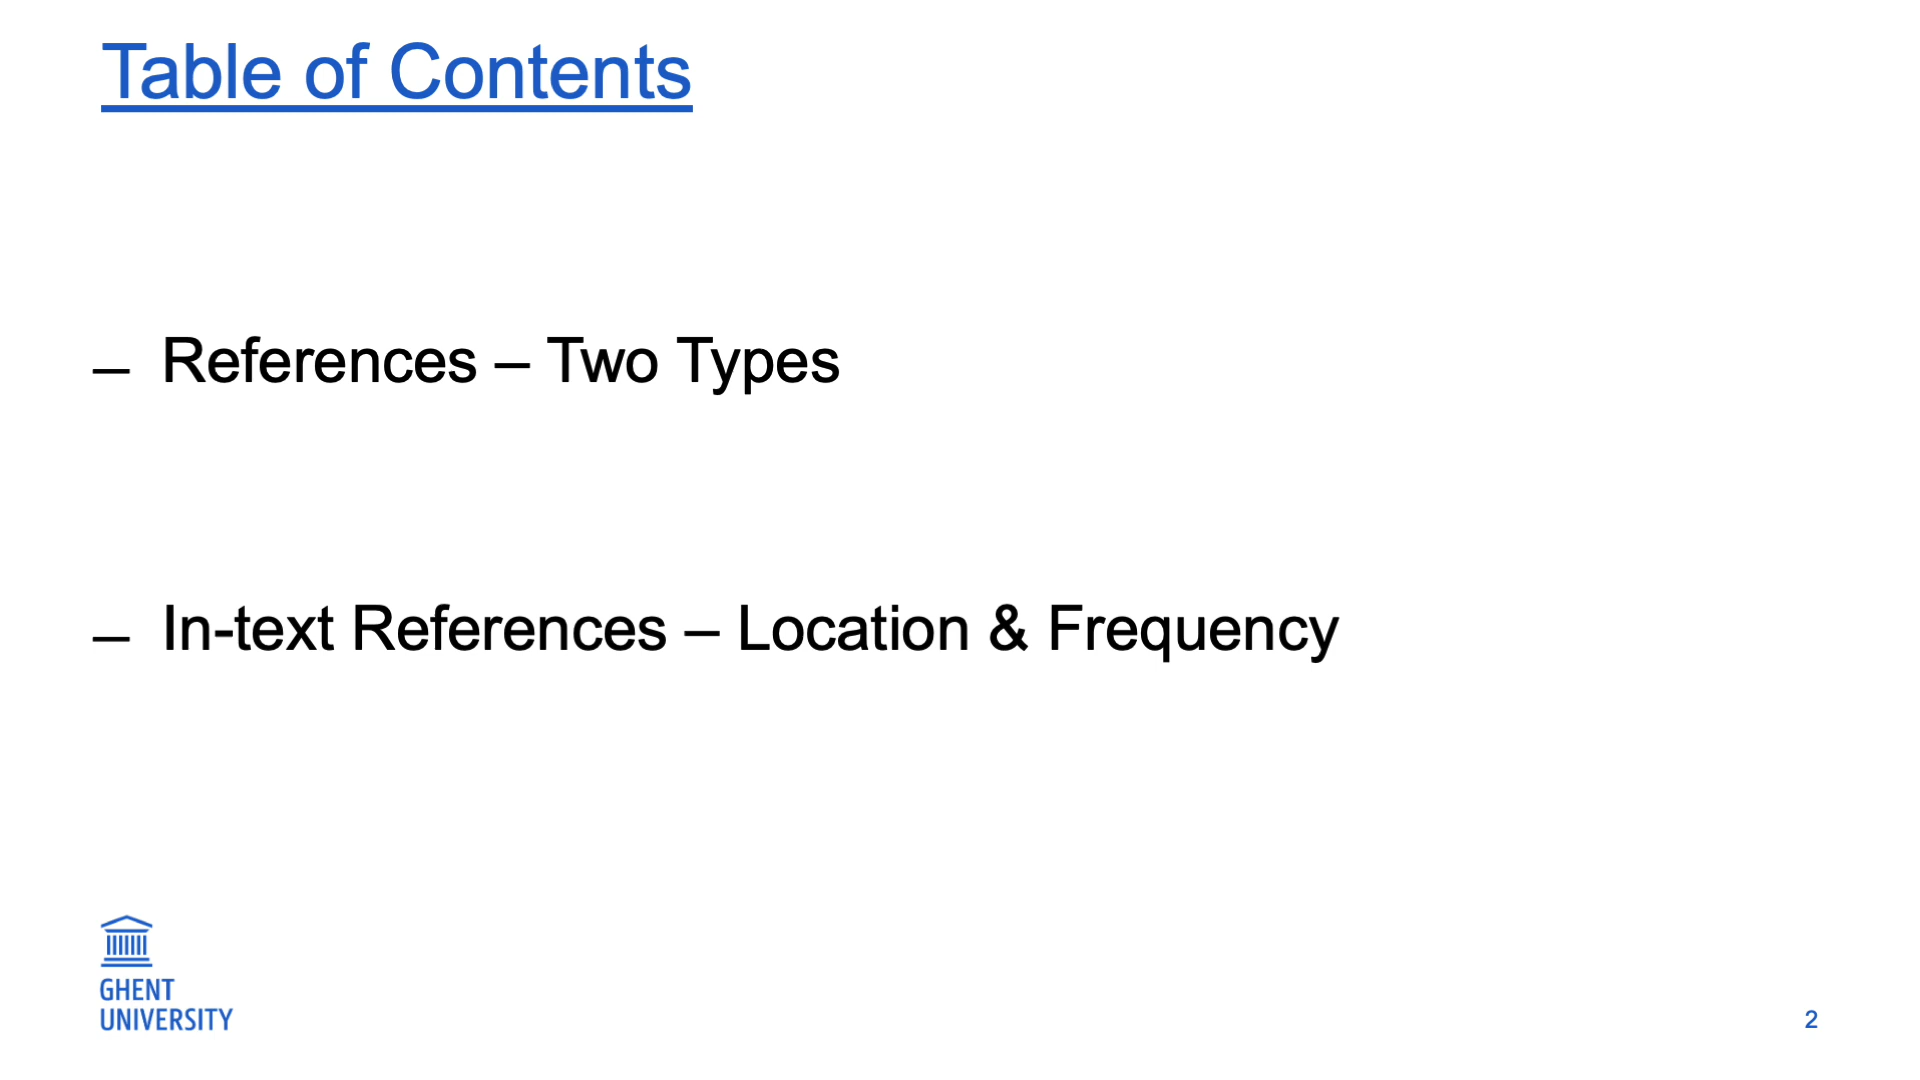 Table of Contents
– References – Two Types
– In-text References – Location & Frequency
GHENT
UNIVERSITY
2